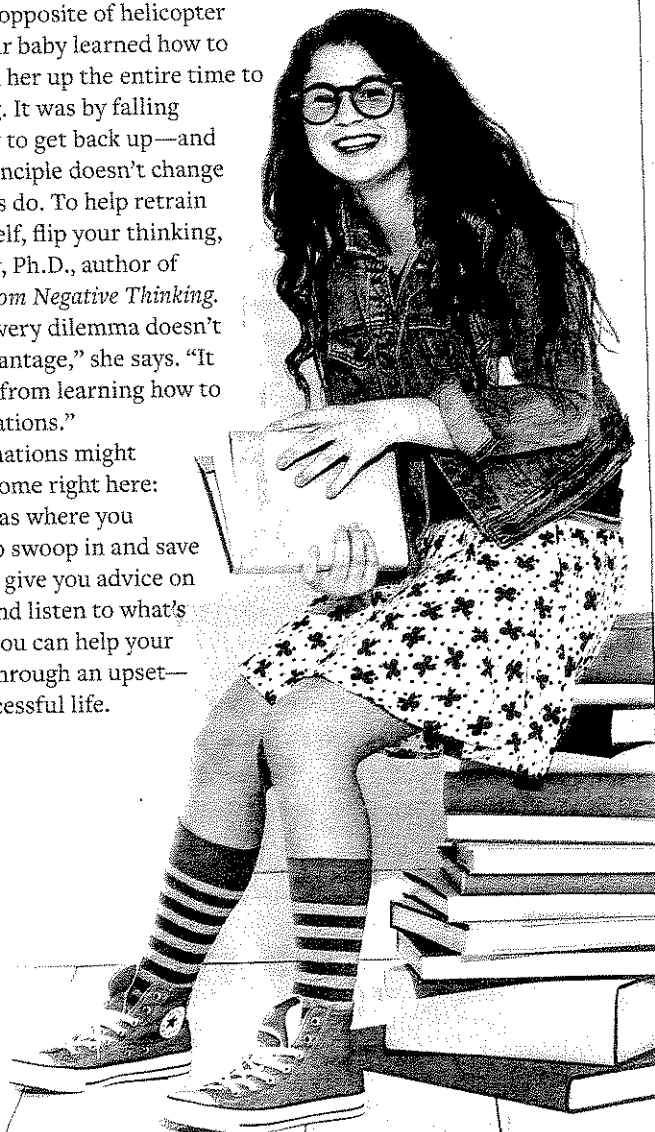 opposite of helicopter
r baby learned how to
her up the entire time to
. It was by falling
to get back up—and
nciple doesn't change
s do. To help retrain
elf, flip your thinking,
, Ph.D., author of
om Negative Thinking.
very dilemma doesn't
antage," she says. "It
from learning how to
ations."
nations might
ome right here:
as where you
o swoop in and save
give you advice on
nd listen to what's
ou can help your
hrough an upset—
cessful life.